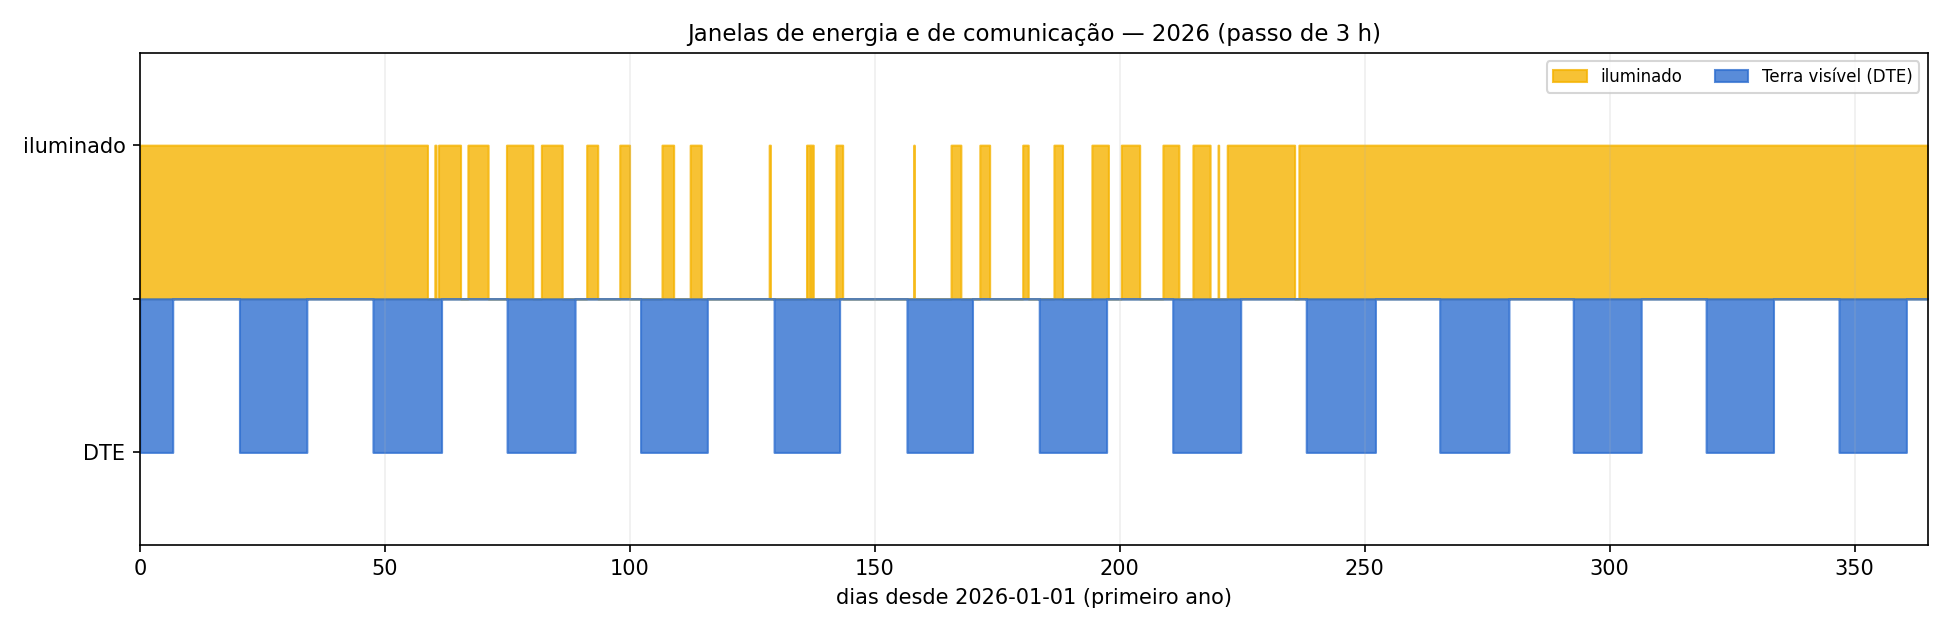 Janelas de energia e de comunicação — 2026 (passo de 3 h)
iluminado
Terra visível (DTE)
iluminado
DTE
0
50
100
150
200
250
300
350
dias desde 2026-01-01 (primeiro ano)